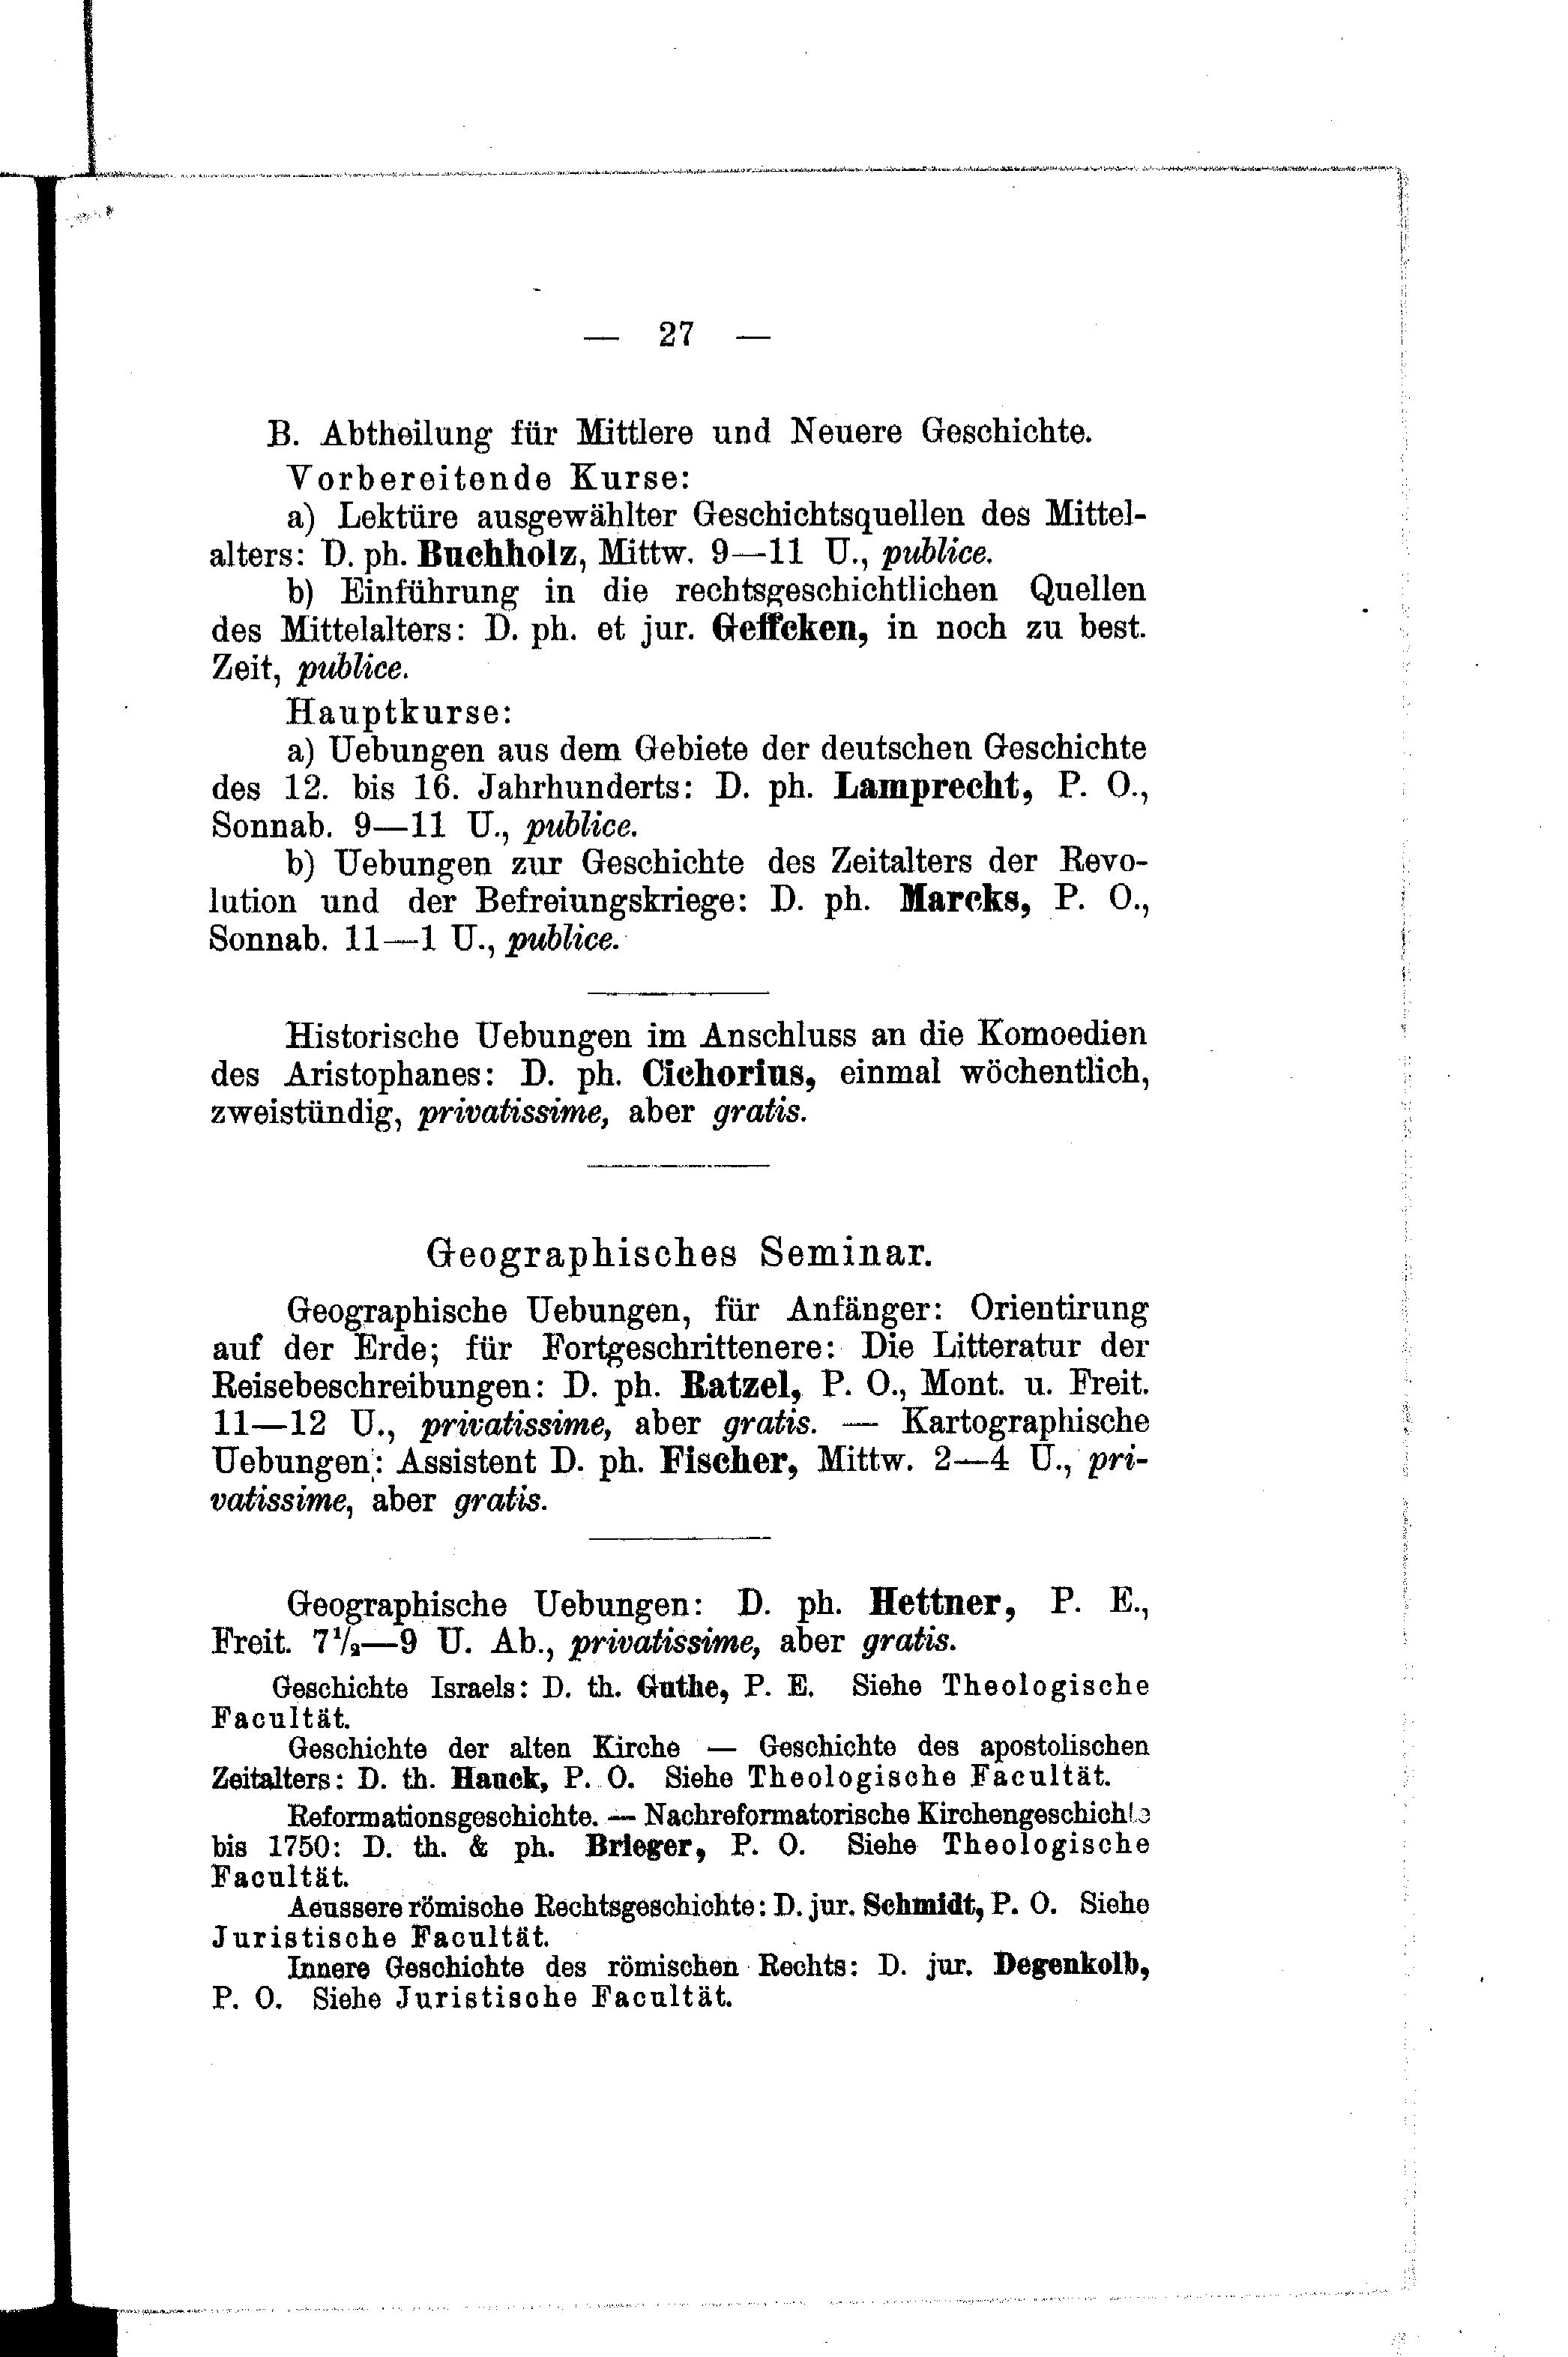 — 27 —
B. Abtheilung für Mittlere und Neuere Geschichte.
Vorbereitende Kurse:
a) Lektüre ausgewählter Geschichtsquellen des Mittel-
alters: D. ph. Buchholz, Mittw. 9—11 U., publice.
b) Einführung in die rechtsgeschichtlichen Quellen
des Mittelalters: D. ph. et jur. Geffcken, in noch zu best.
Zeit, publice.
Hauptkurse:
a) Uebungen aus dem Gebiete der deutschen Geschichte
des 12. bis 16. Jahrhunderts: D. ph. Lamprecht, P. O.,
Sonnab. 9—11 U., publice.
b) Uebungen zur Geschichte des Zeitalters der Revo-
lution und der Befreiungskriege: D. ph. Marcks, P. O.,
Sonnab. 11—1 U., publice.
Historische Uebungen im Anschluss an die Komoedien
des Aristophanes: D. ph. Cichorius, einmal wöchentlich,
zweistündig, privatissime, aber gratis.
Geographisches Seminar.
Geographische Uebungen, für Anfänger: Orientirung
auf der Erde; für Fortgeschrittenere: Die Litteratur der
Reisebeschreibungen: D. ph. Ratzel, P. O., Mont. u. Freit.
11—12 U., privatissime, aber gratis. — Kartographische
Uebungen: Assistent D. ph. Fischer, Mittw. 2—4 U., pri-
vatissime, aber gratis.
Geographische Uebungen: D. ph. Hettner, P. E.,
Freit. 7½—9 U. Ab., privatissime, aber gratis.
Geschichte Israels: D. th. Guthe, P. E. Siehe Theologische
Facultät.
Geschichte der alten Kirche — Geschichte des apostolischen
Zeitalters: D. th. Hauck, P. O. Siehe Theologische Facultät.
Reformationsgeschichte. — Nachreformatorische Kirchengeschichte
bis 1750: D. th. & ph. Brieger, P. O. Siehe Theologische
Facultät.
Aeussere römische Rechtsgeschichte: D. jur. Schmidt, P. O. Siehe
Juristische Facultät.
Innere Geschichte des römischen Rechts: D. jur. Degenkolb,
P. O. Siehe Juristische Facultät.